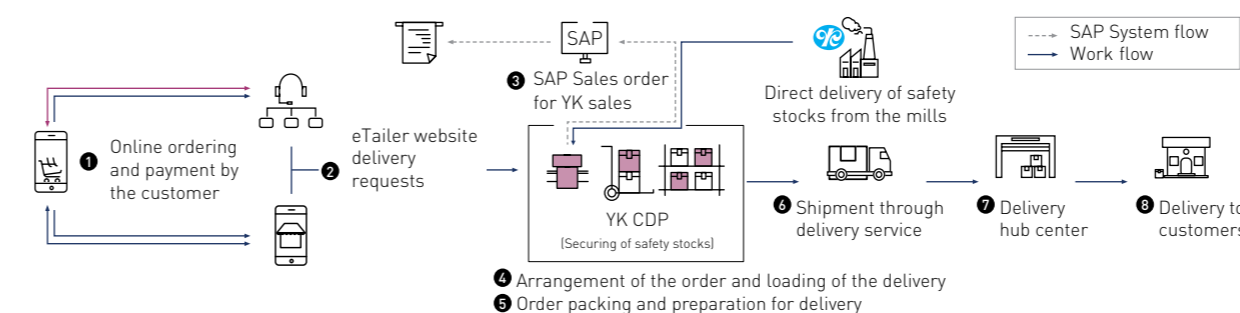 SAP
SAP System flow
Work flow
❶ Online ordering
and payment by
the customer
❷ eTailer website
delivery
requests
❸ SAP Sales order
for YK sales
Direct delivery of safety
stocks from the mills
YK CDP
(Securing of safety stocks)
❹ Arrangement of the order and loading of the delivery
❺ Order packing and preparation for delivery
❻ Shipment through
delivery service
❼ Delivery
hub center
❽ Delivery to
customers